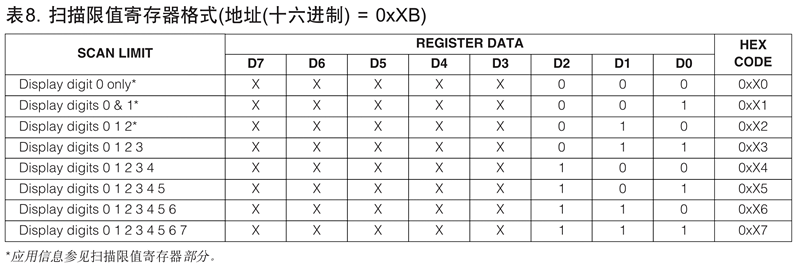 表8. 扫描限值寄存器格式(地址(十六进制) = 0xXB)
SCAN LIMIT REGISTER DATA HEX CODE
D7 D6 D5 D4 D3 D2 D1 D0
Display digit 0 only* X X X X X 0 0 0 0xX0
Display digits 0 & 1* X X X X X 0 0 1 0xX1
Display digits 0 1 2* X X X X X 0 1 0 0xX2
Display digits 0 1 2 3 X X X X X 0 1 1 0xX3
Display digits 0 1 2 3 4 X X X X X 1 0 0 0xX4
Display digits 0 1 2 3 4 5 X X X X X 1 0 1 0xX5
Display digits 0 1 2 3 4 5 6 X X X X X 1 1 0 0xX6
Display digits 0 1 2 3 4 5 6 7 X X X X X 1 1 1 0xX7
*应用信息参见扫描限值寄存器部分。